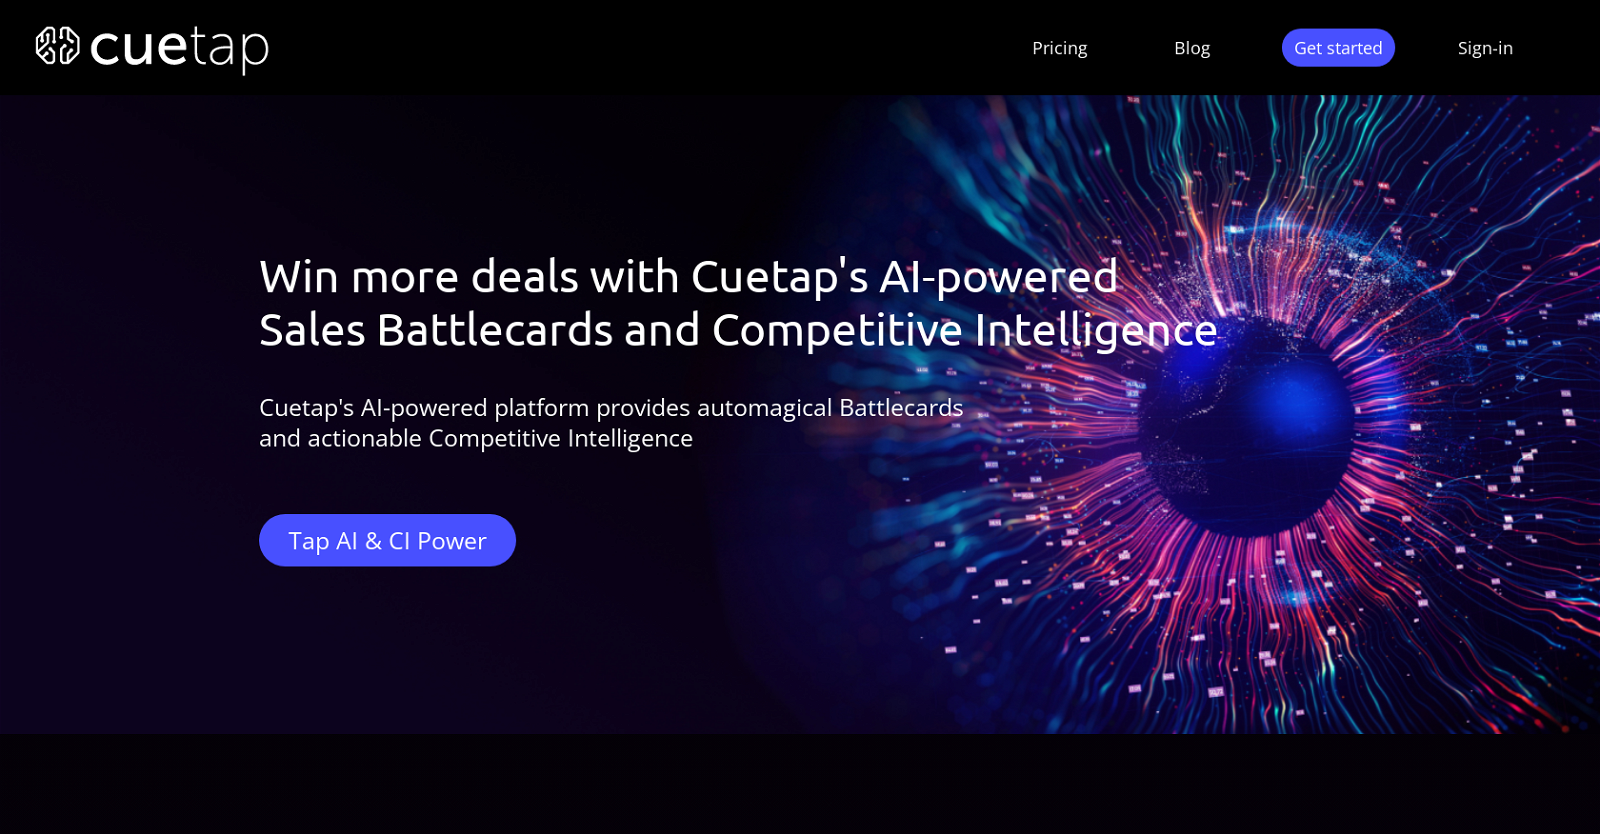 cuetap
Pricing
Blog
Get started
Sign-in
Win more deals with Cuetap's AI-powered
Sales Battlecards and Competitive Intelligence
Cuetap's AI-powered platform provides automagical Battlecards
and actionable Competitive Intelligence
Tap AI & CI Power